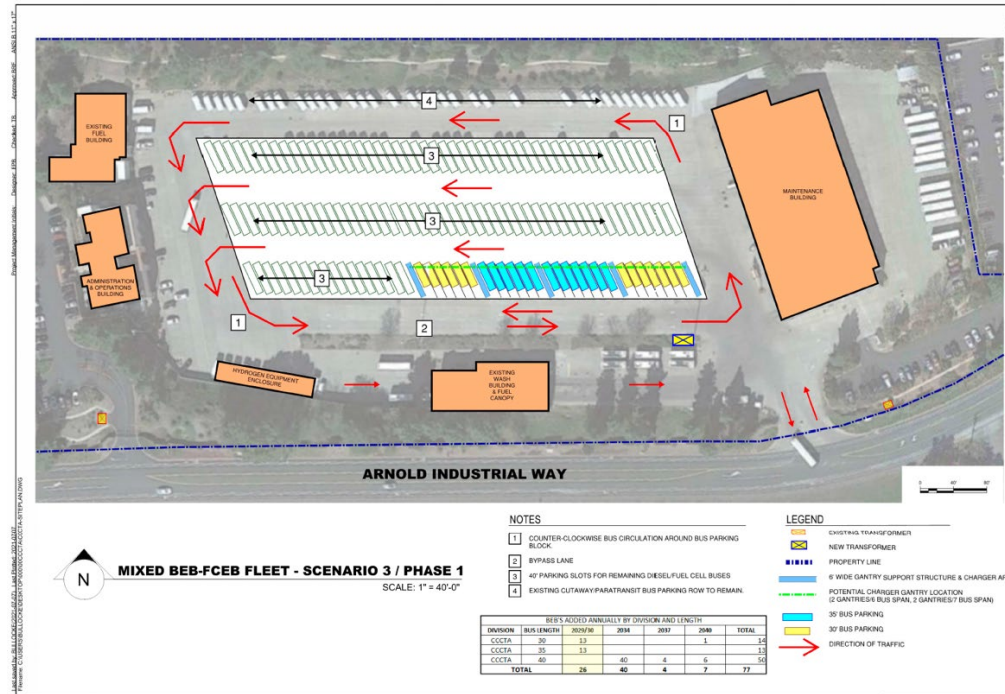 EXISTING
FUEL
BUILDING
ADMINISTRATION
& OPERATIONS
BUILDING
MAINTENANCE
BUILDING
4
1
3
3
3
1
2
HYDROGEN EQUIPMENT
ENCLOSURE
EXISTING
WASH
BUILDING
& FUEL
CANOPY
ARNOLD INDUSTRIAL WAY
N
MIXED BEB-FCEB FLEET - SCENARIO 3 / PHASE 1
SCALE: 1" = 40'-0"
NOTES
1 COUNTER-CLOCKWISE BUS CIRCULATION AROUND BUS PARKING
BLOCK.
2 BYPASS LANE
3 40' PARKING SLOTS FOR REMAINING DIESEL/FUEL CELL BUSES
4 EXISTING CUTAWAY/PARATRANSIT BUS PARKING ROW TO REMAIN.
LEGEND
EXISTING TRANSFORMER
NEW TRANSFORMER
PROPERTY LINE
6' WIDE GANTRY SUPPORT STRUCTURE & CHARGER AR
POTENTIAL CHARGER GANTRY LOCATION
(2 GANTRIES/6 BUS SPAN, 2 GANTRIES/7 BUS SPAN)
35' BUS PARKING
30' BUS PARKING
DIRECTION OF TRAFFIC
BEB'S ADDED ANNUALLY BY DIVISION AND LENGTH
DIVISION BUS LENGTH 2029/30 2034 2037 2040 TOTAL
CCCTA 30 13 1 14
CCCTA 35 13 13
CCCTA 40 40 4 6 50
TOTAL 26 40 4 7 77